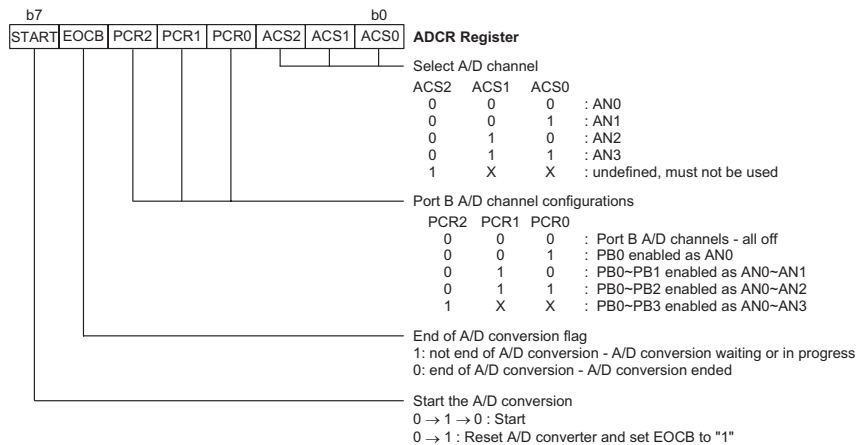 b7 b0
START EOCB PCR2 PCR1 PCR0 ACS2 ACS1 ACS0 ADCR Register
Select A/D channel
ACS2 ACS1 ACS0
0 0 0 : AN0
0 0 1 : AN1
0 1 0 : AN2
0 1 1 : AN3
1 X X : undefined, must not be used
Port B A/D channel configurations
PCR2 PCR1 PCR0
0 0 0 : Port B A/D channels - all off
0 0 1 : PB0 enabled as AN0
0 1 0 : PB0~PB1 enabled as AN0~AN1
0 1 1 : PB0~PB2 enabled as AN0~AN2
1 X X : PB0~PB3 enabled as AN0~AN3
End of A/D conversion flag
1: not end of A/D conversion - A/D conversion waiting or in progress
0: end of A/D conversion - A/D conversion ended
Start the A/D conversion
0 → 1 → 0 : Start
0 → 1 : Reset A/D converter and set EOCB to "1"